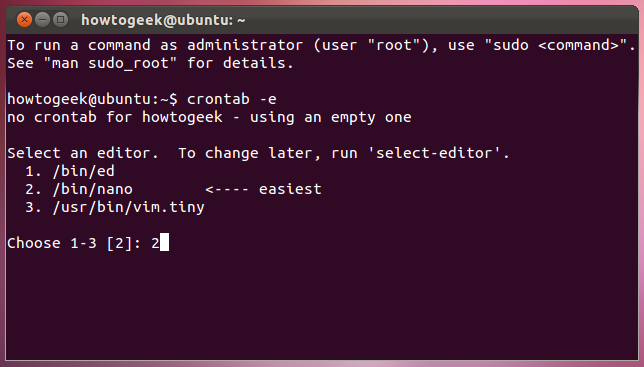 howtogeek@ubuntu: ~
To run a command as administrator (user "root"), use "sudo <command>".
See "man sudo_root" for details.
howtogeek@ubuntu:~$ crontab -e
no crontab for howtogeek - using an empty one
Select an editor.  To change later, run 'select-editor'.
  1. /bin/ed
  2. /bin/nano        <---- easiest
  3. /usr/bin/vim.tiny
Choose 1-3 [2]: 2